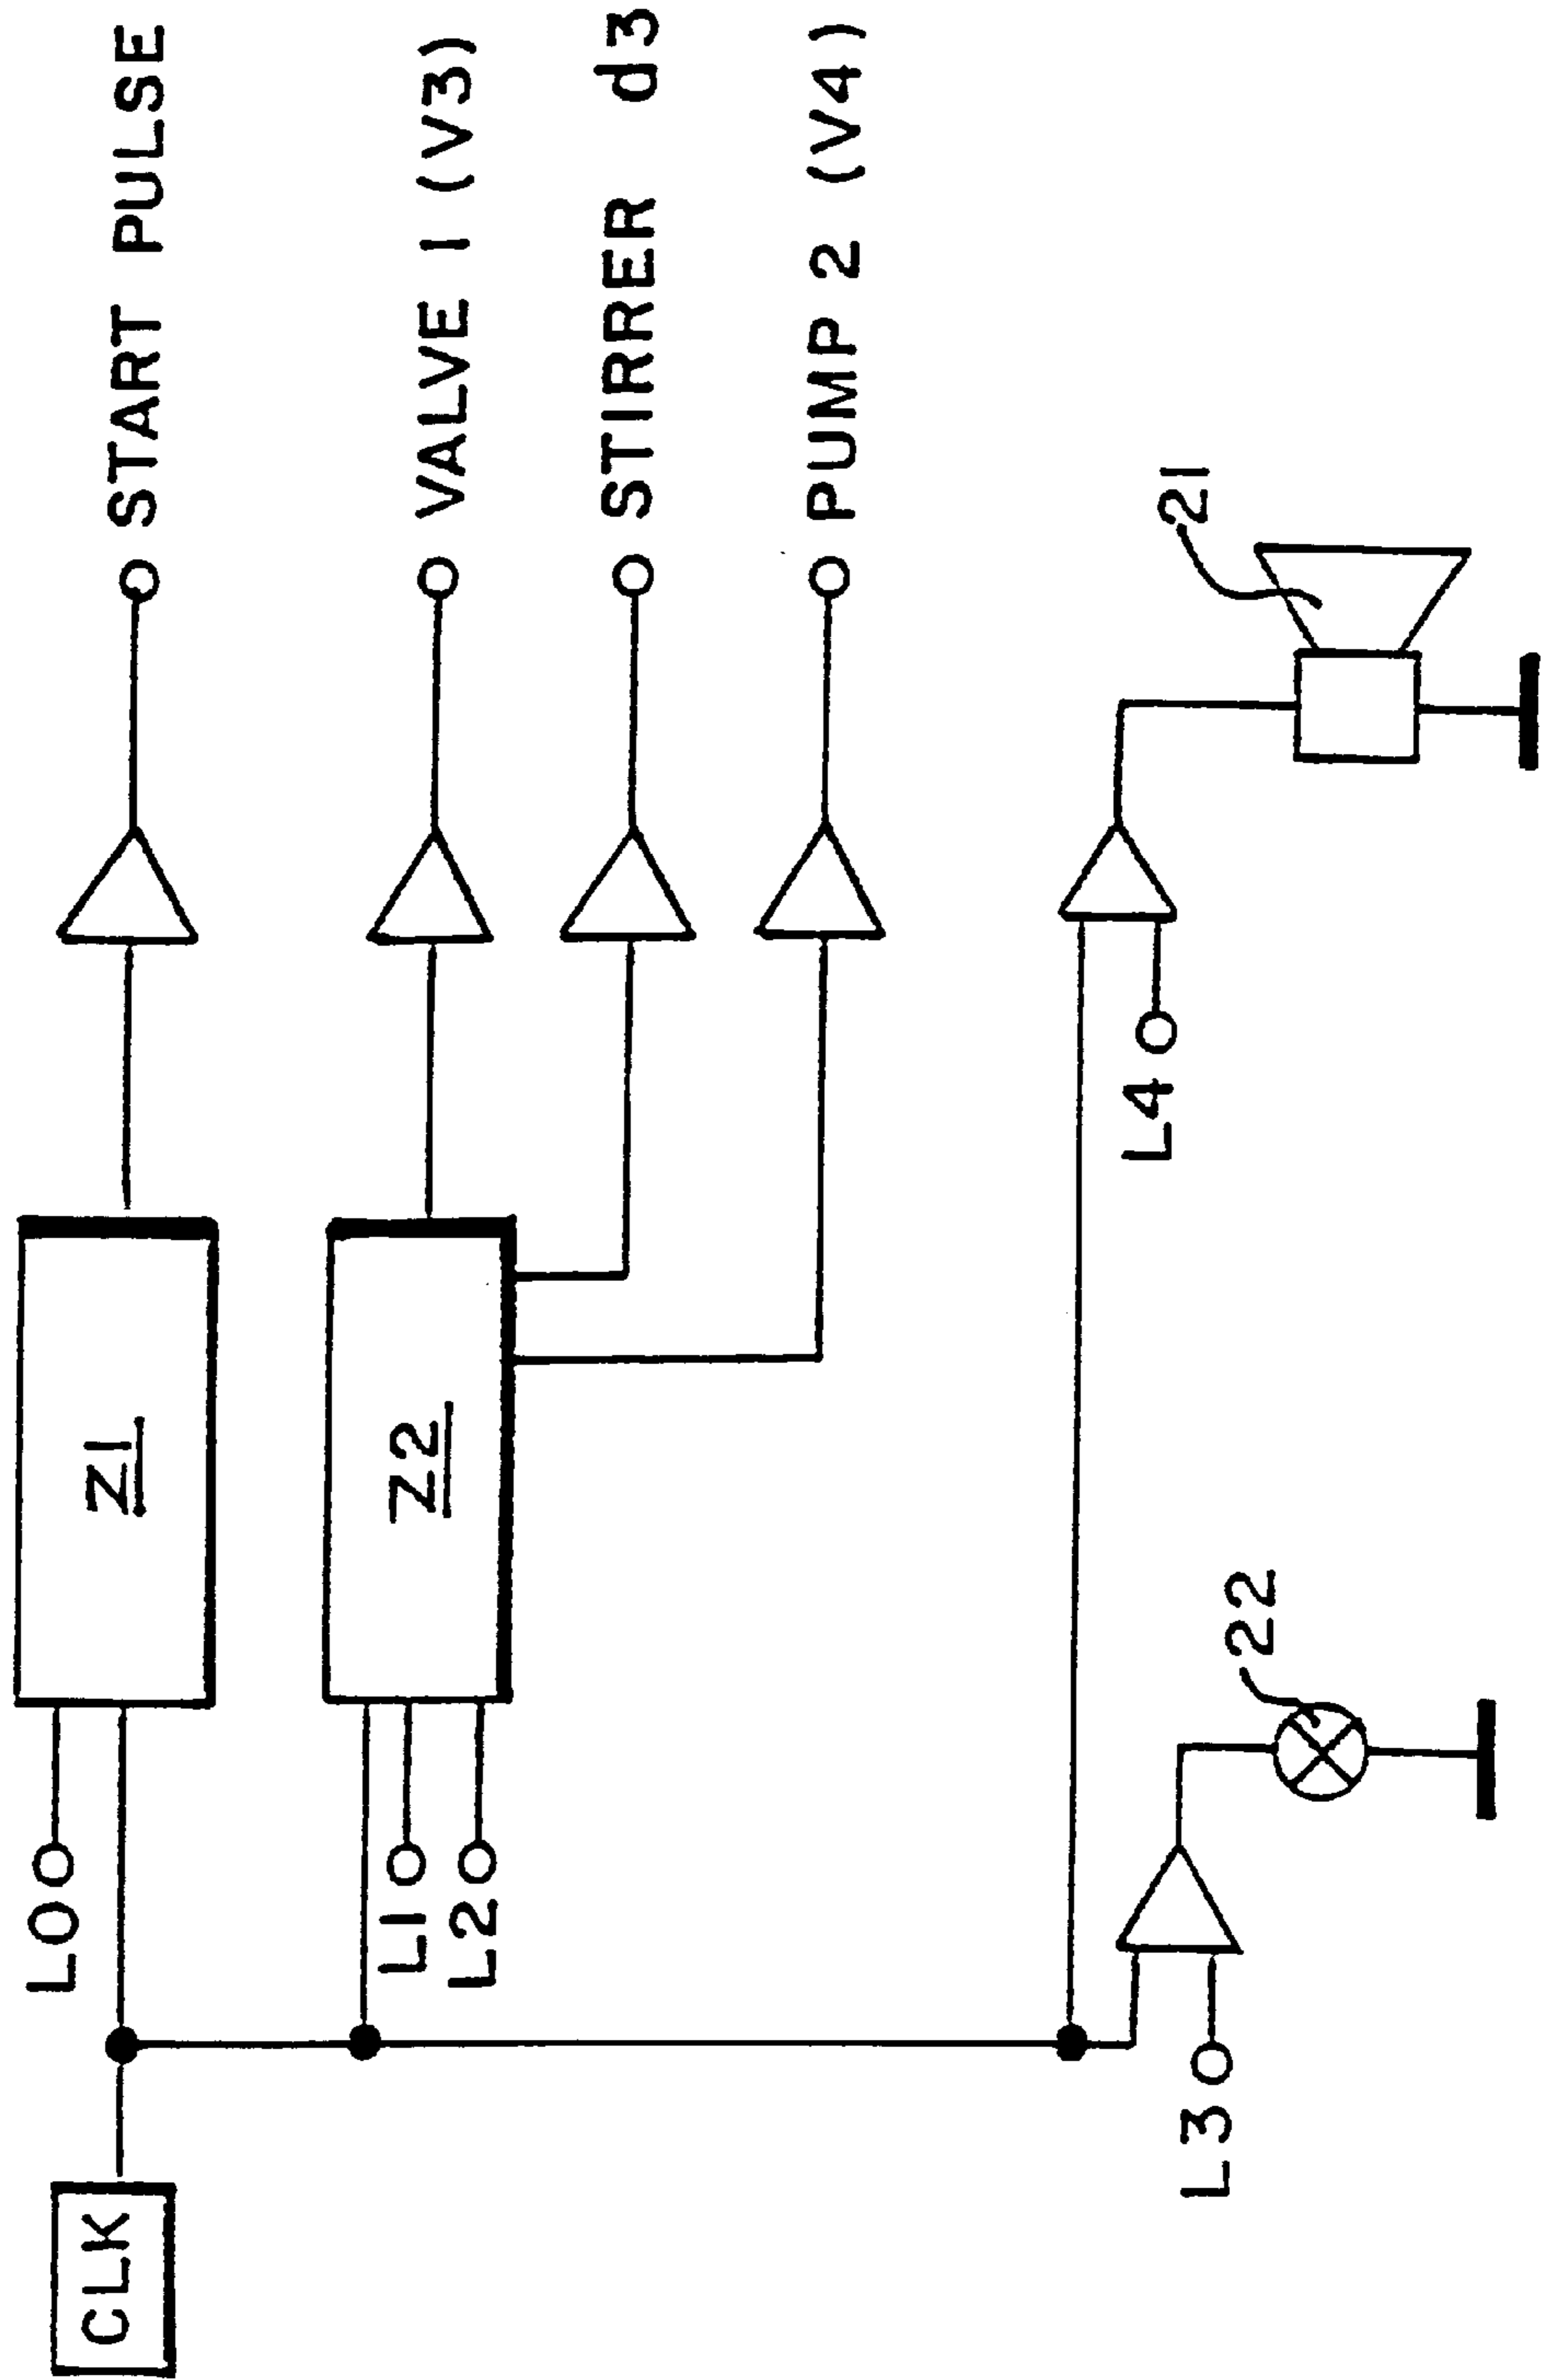 CLK
L0
Z1
START PULSE
L1
L2
Z2
VALVE 1 (V3)
STIRRER d3
PUMP 2 (V4)
L3
22
L4
21